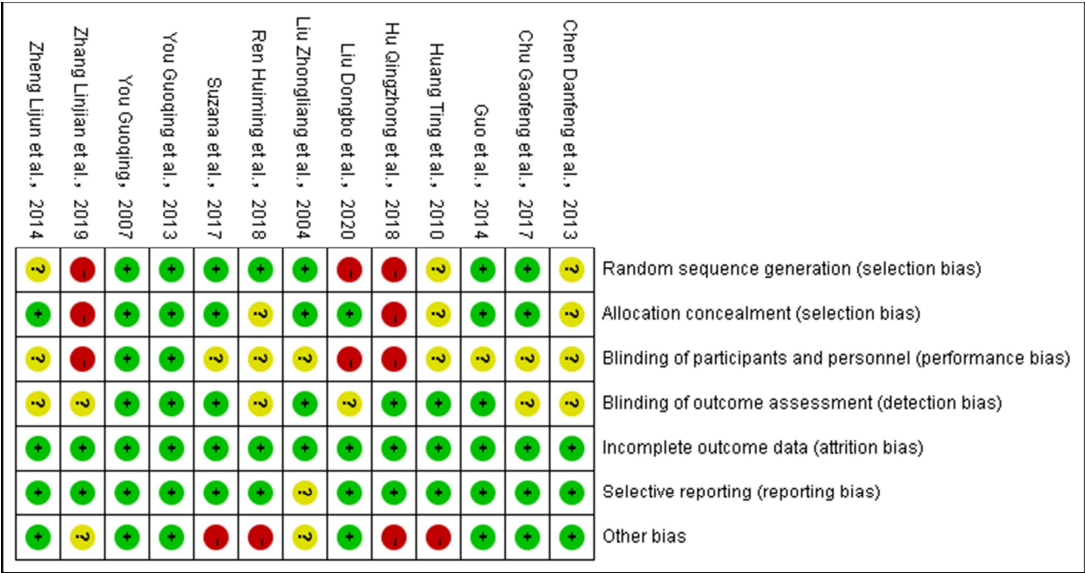 Zheng Lijun et al., 2014
Zhang Linjian et al., 2019
You Guoqing, 2007
You Guoqing et al., 2013
Suzana et al., 2017
Ren Huiming et al., 2018
Liu Zhongliang et al., 2004
Liu Dongbo et al., 2020
Hu Qingzhong et al., 2018
Huang Ting et al., 2010
Guo et al., 2014
Chu Gaofeng et al., 2017
Chen Danfeng et al., 2013
? - + + + + + - - ? + + ? Random sequence generation (selection bias)
+ - + + + ? + + - ? + + ? Allocation concealment (selection bias)
? - + + ? ? ? - - ? ? ? ? Blinding of participants and personnel (performance bias)
? ? + + + ? + ? + + + ? ? Blinding of outcome assessment (detection bias)
+ + + + + + + + + + + + + Incomplete outcome data (attrition bias)
+ + + + + + ? + + + + + + Selective reporting (reporting bias)
+ ? + + - - ? + - - + + + Other bias